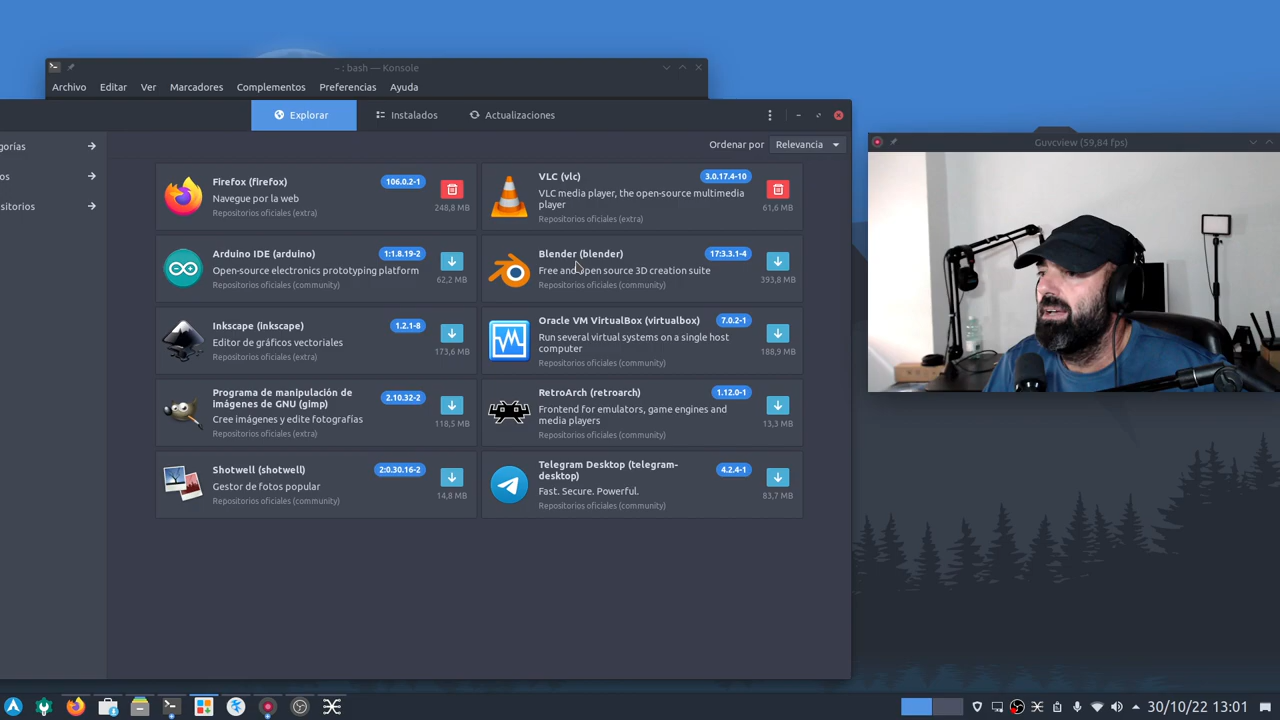 ~ : bash — Konsole
Archivo Editar Ver Marcadores Complementos Preferencias Ayuda
Explorar Instalados Actualizaciones
Ordenar por Relevancia
egorías
os
ositorios
Firefox (firefox) 106.0.2-1
Navegue por la web
Repositorios oficiales (extra)
248,8 MB
VLC (vlc) 3.0.17.4-10
VLC media player, the open-source multimedia
player
Repositorios oficiales (extra)
61,6 MB
Arduino IDE (arduino) 1:1.8.19-2
Open-source electronics prototyping platform
Repositorios oficiales (community)
62,2 MB
Blender (blender) 17:3.3.1-4
Free and open source 3D creation suite
Repositorios oficiales (community)
393,8 MB
Inkscape (inkscape) 1.2.1-8
Editor de gráficos vectoriales
Repositorios oficiales (extra)
173,6 MB
Oracle VM VirtualBox (virtualbox) 7.0.2-1
Run several virtual systems on a single host
computer
Repositorios oficiales (community)
188,9 MB
Programa de manipulación de
imágenes de GNU (gimp) 2.10.32-2
Cree imágenes y edite fotografías
Repositorios oficiales (extra)
118,5 MB
RetroArch (retroarch) 1.12.0-1
Frontend for emulators, game engines and
media players
Repositorios oficiales (community)
13,3 MB
Shotwell (shotwell) 2:0.30.16-2
Gestor de fotos popular
Repositorios oficiales (community)
14,8 MB
Telegram Desktop (telegram-
desktop) 4.2.4-1
Fast. Secure. Powerful.
Repositorios oficiales (community)
83,7 MB
Guvcview (59,84 fps)
30/10/22 13:01